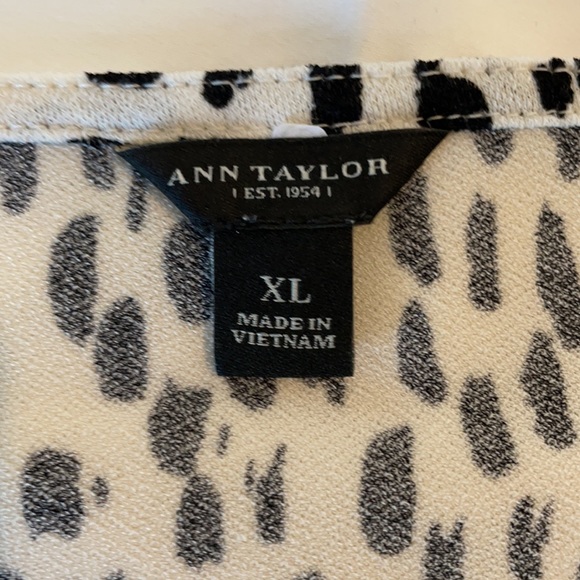 ANN TAYLOR
| EST. 1954 |
XL
MADE IN
VIETNAM